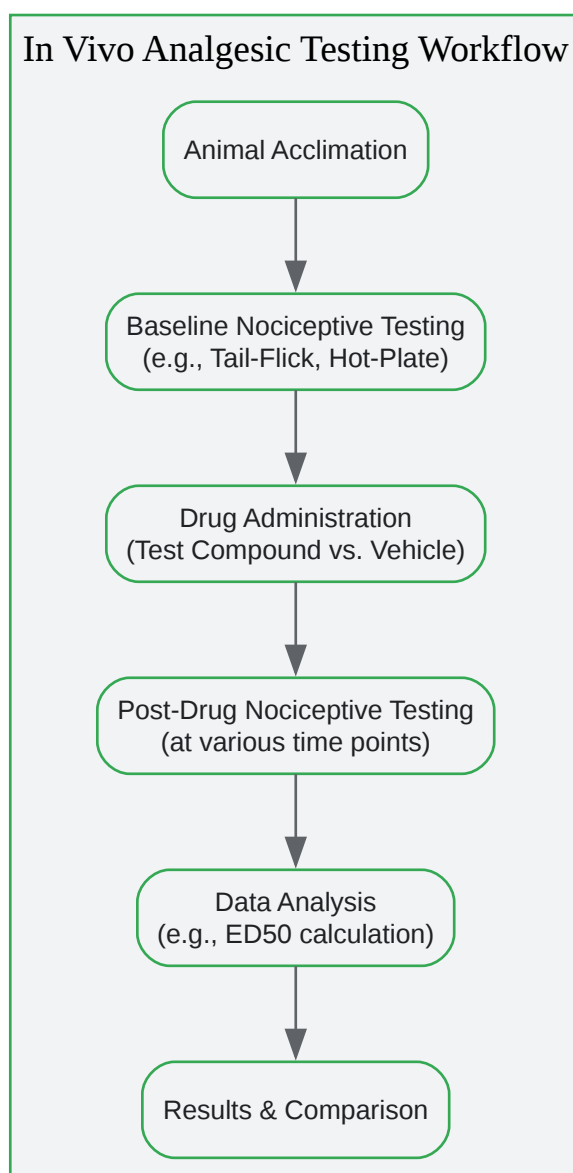 In Vivo Analgesic Testing Workflow
Animal Acclimation
Baseline Nociceptive Testing
(e.g., Tail-Flick, Hot-Plate)
Drug Administration
(Test Compound vs. Vehicle)
Post-Drug Nociceptive Testing
(at various time points)
Data Analysis
(e.g., ED50 calculation)
Results & Comparison